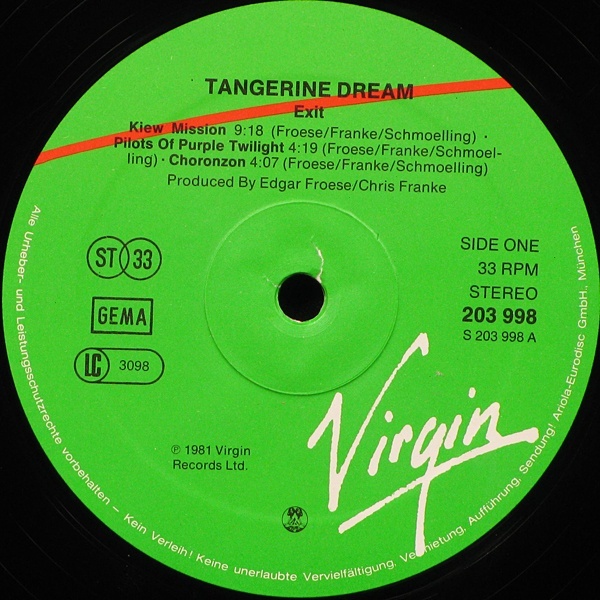 TANGERINE DREAM
Exit
Kiew Mission 9:18 (Froese/Franke/Schmoelling) ·
Pilots Of Purple Twilight 4:19 (Froese/Franke/Schmoel-
ling) · Choronzon 4:07 (Froese/Franke/Schmoelling)
Produced By Edgar Froese/Chris Franke
ST 33
GEMA
LC 3098
SIDE ONE
33 RPM
STEREO
203 998
S 203 998 A
Virgin
℗ 1981 Virgin
Records Ltd.
Alle Urheber- und Leistungsschutzrechte vorbehalten – Kein Verleih! Keine unerlaubte Vervielfältigung, Vermietung, Aufführung, Sendung! Ariola-Eurodisc GmbH., München